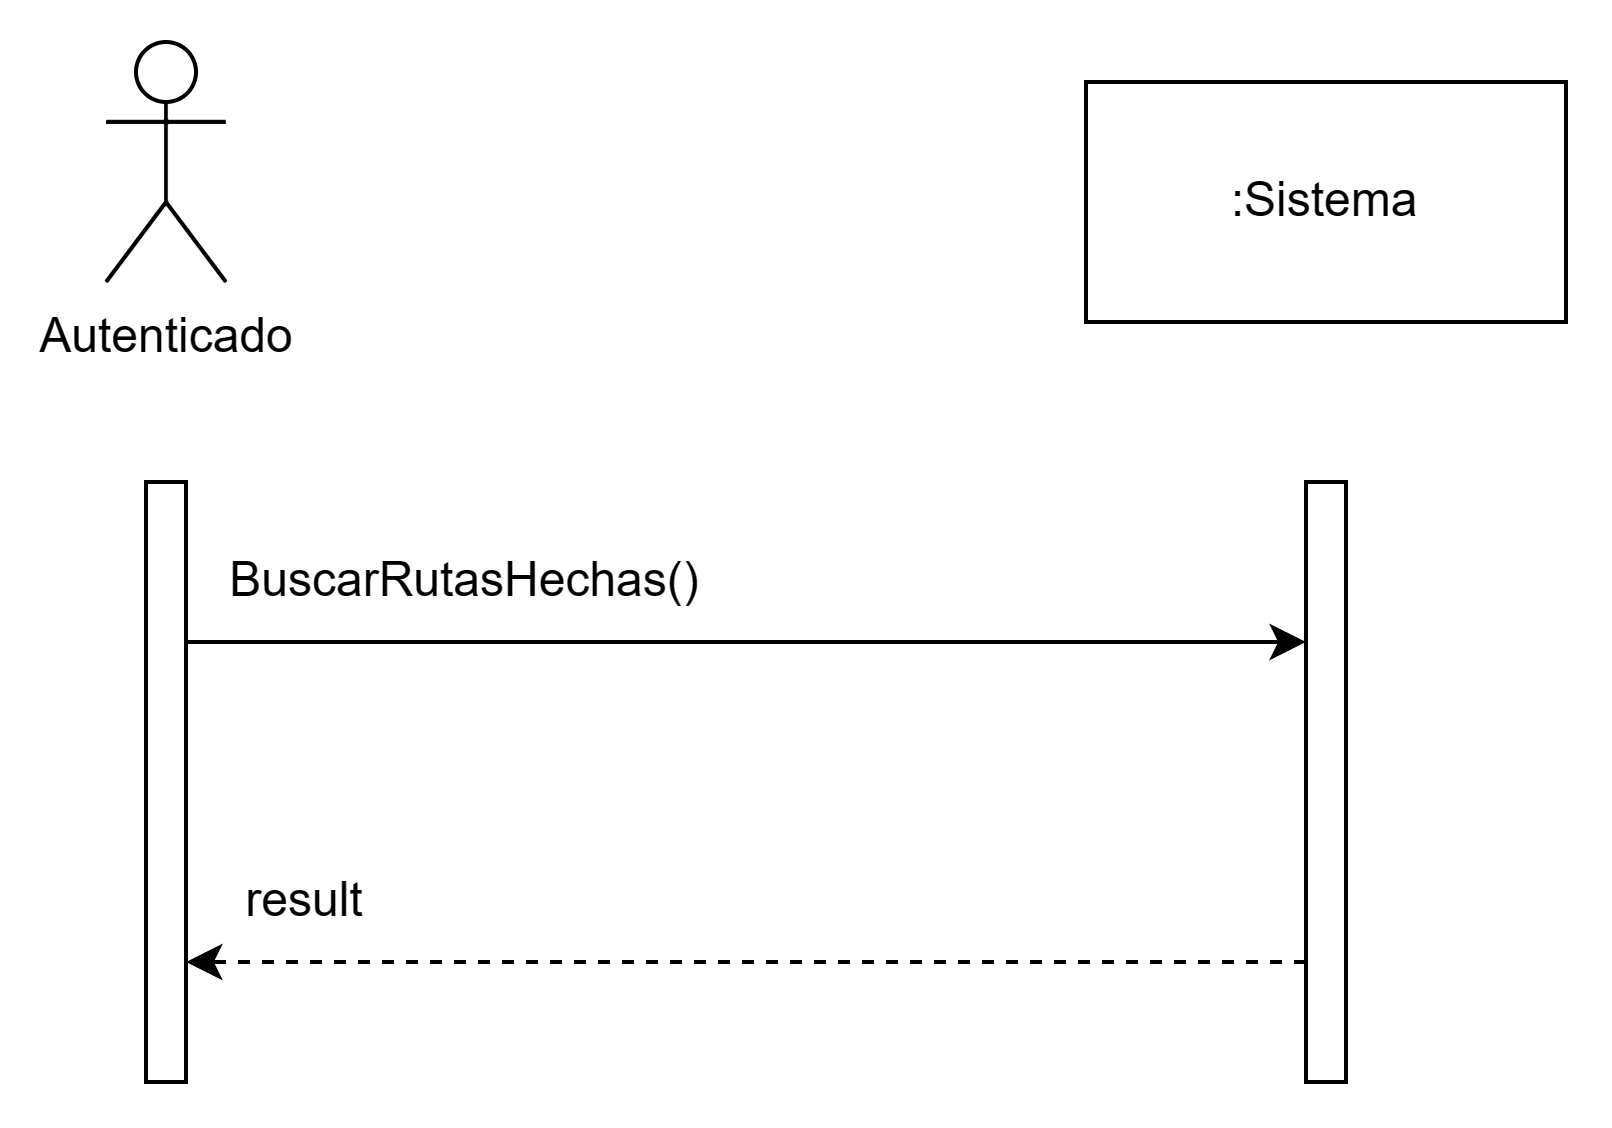 :Sistema
Autenticado
BuscarRutasHechas()
result